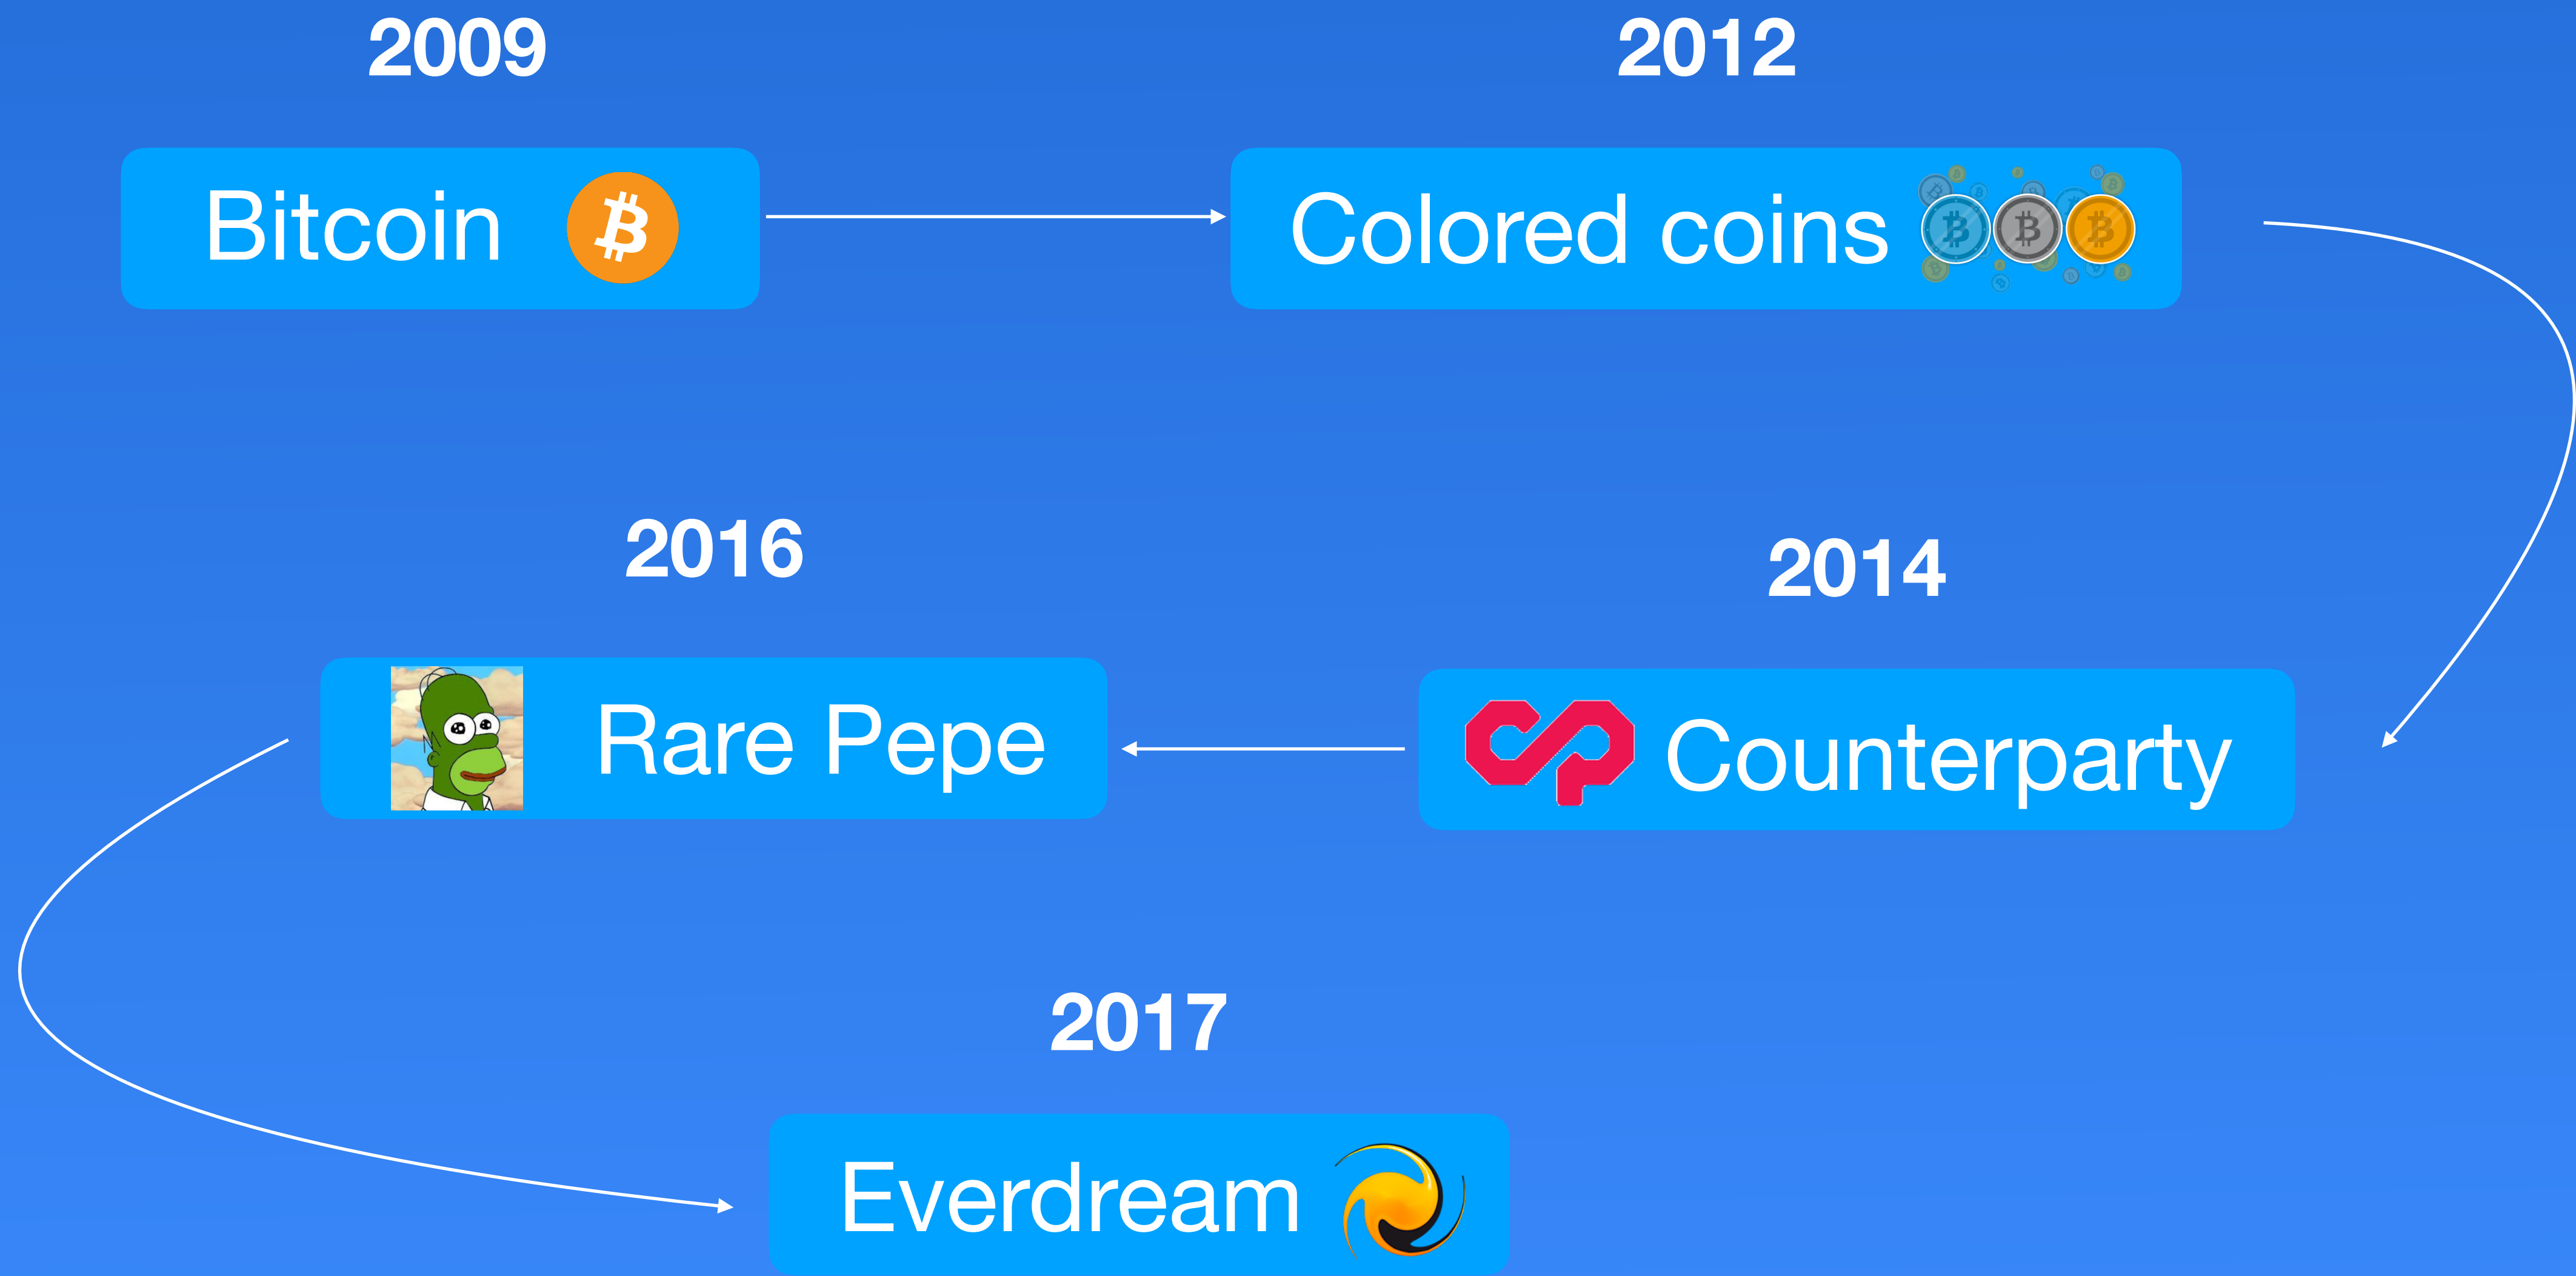 2009
Bitcoin
2012
Colored coins
2014
Counterparty
2016
Rare Pepe
2017
Everdream